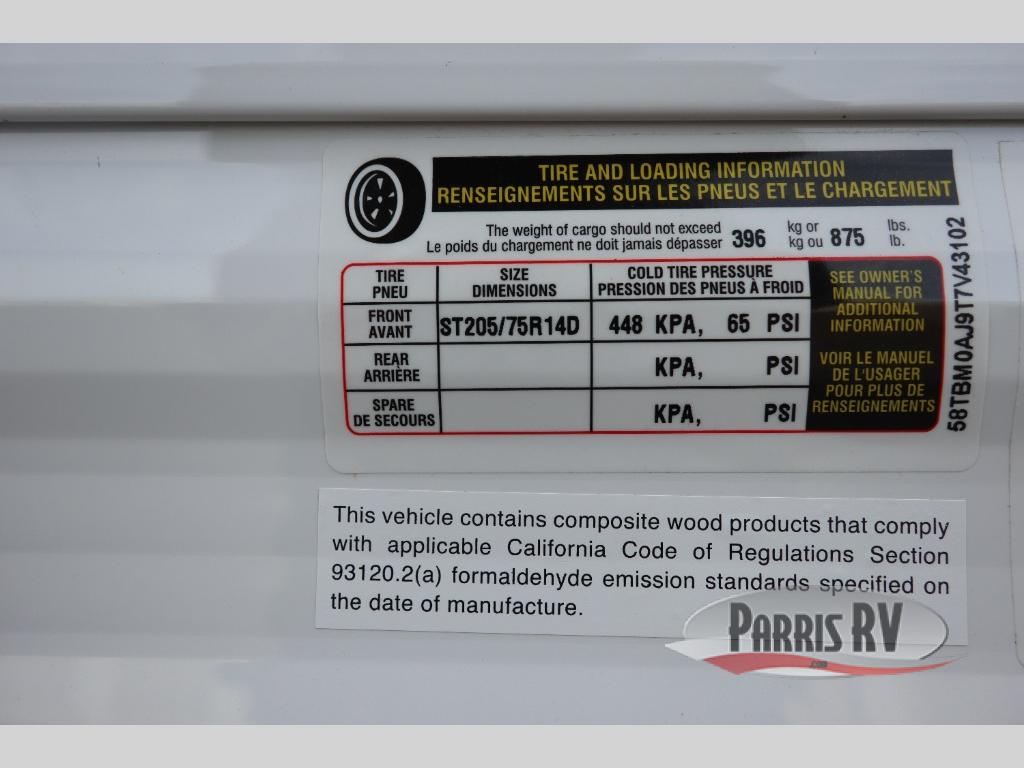 TIRE AND LOADING INFORMATION
RENSEIGNEMENTS SUR LES PNEUS ET LE CHARGEMENT
The weight of cargo should not exceed 396 kg or 875 lbs.
Le poids du chargement ne doit jamais dépasser kg ou lb.
TIRE PNEU
SIZE DIMENSIONS
COLD TIRE PRESSURE
PRESSION DES PNEUS À FROID
FRONT AVANT
ST205/75R14D
448 KPA, 65 PSI
REAR ARRIÈRE
KPA, PSI
SPARE DE SECOURS
KPA, PSI
SEE OWNER'S
MANUAL FOR
ADDITIONAL
INFORMATION
VOIR LE MANUEL
DE L'USAGER
POUR PLUS DE
RENSEIGNEMENTS
58TBM0AJ9T7V43102
This vehicle contains composite wood products that comply
with applicable California Code of Regulations Section
93120.2(a) formaldehyde emission standards specified on
the date of manufacture.
PARRIS RV
.com